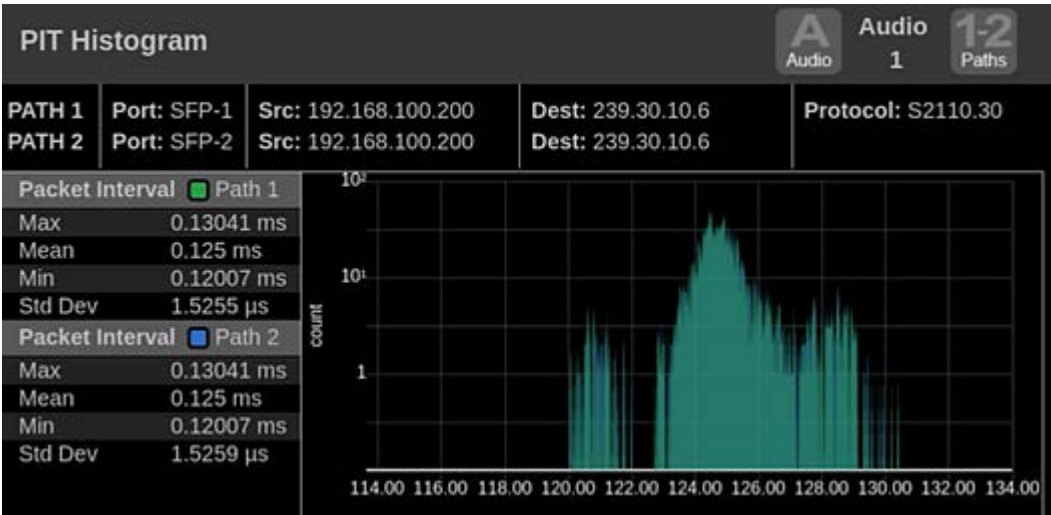 PIT Histogram
A
Audio
Audio
1
1-2
Paths
PATH 1 Port: SFP-1 Src: 192.168.100.200 Dest: 239.30.10.6 Protocol: S2110.30
PATH 2 Port: SFP-2 Src: 192.168.100.200 Dest: 239.30.10.6
Packet Interval Path 1
Max 0.13041 ms
Mean 0.125 ms
Min 0.12007 ms
Std Dev 1.5255 µs
Packet Interval Path 2
Max 0.13041 ms
Mean 0.125 ms
Min 0.12007 ms
Std Dev 1.5259 µs
10²
10¹
1
count
114.00 116.00 118.00 120.00 122.00 124.00 126.00 128.00 130.00 132.00 134.00